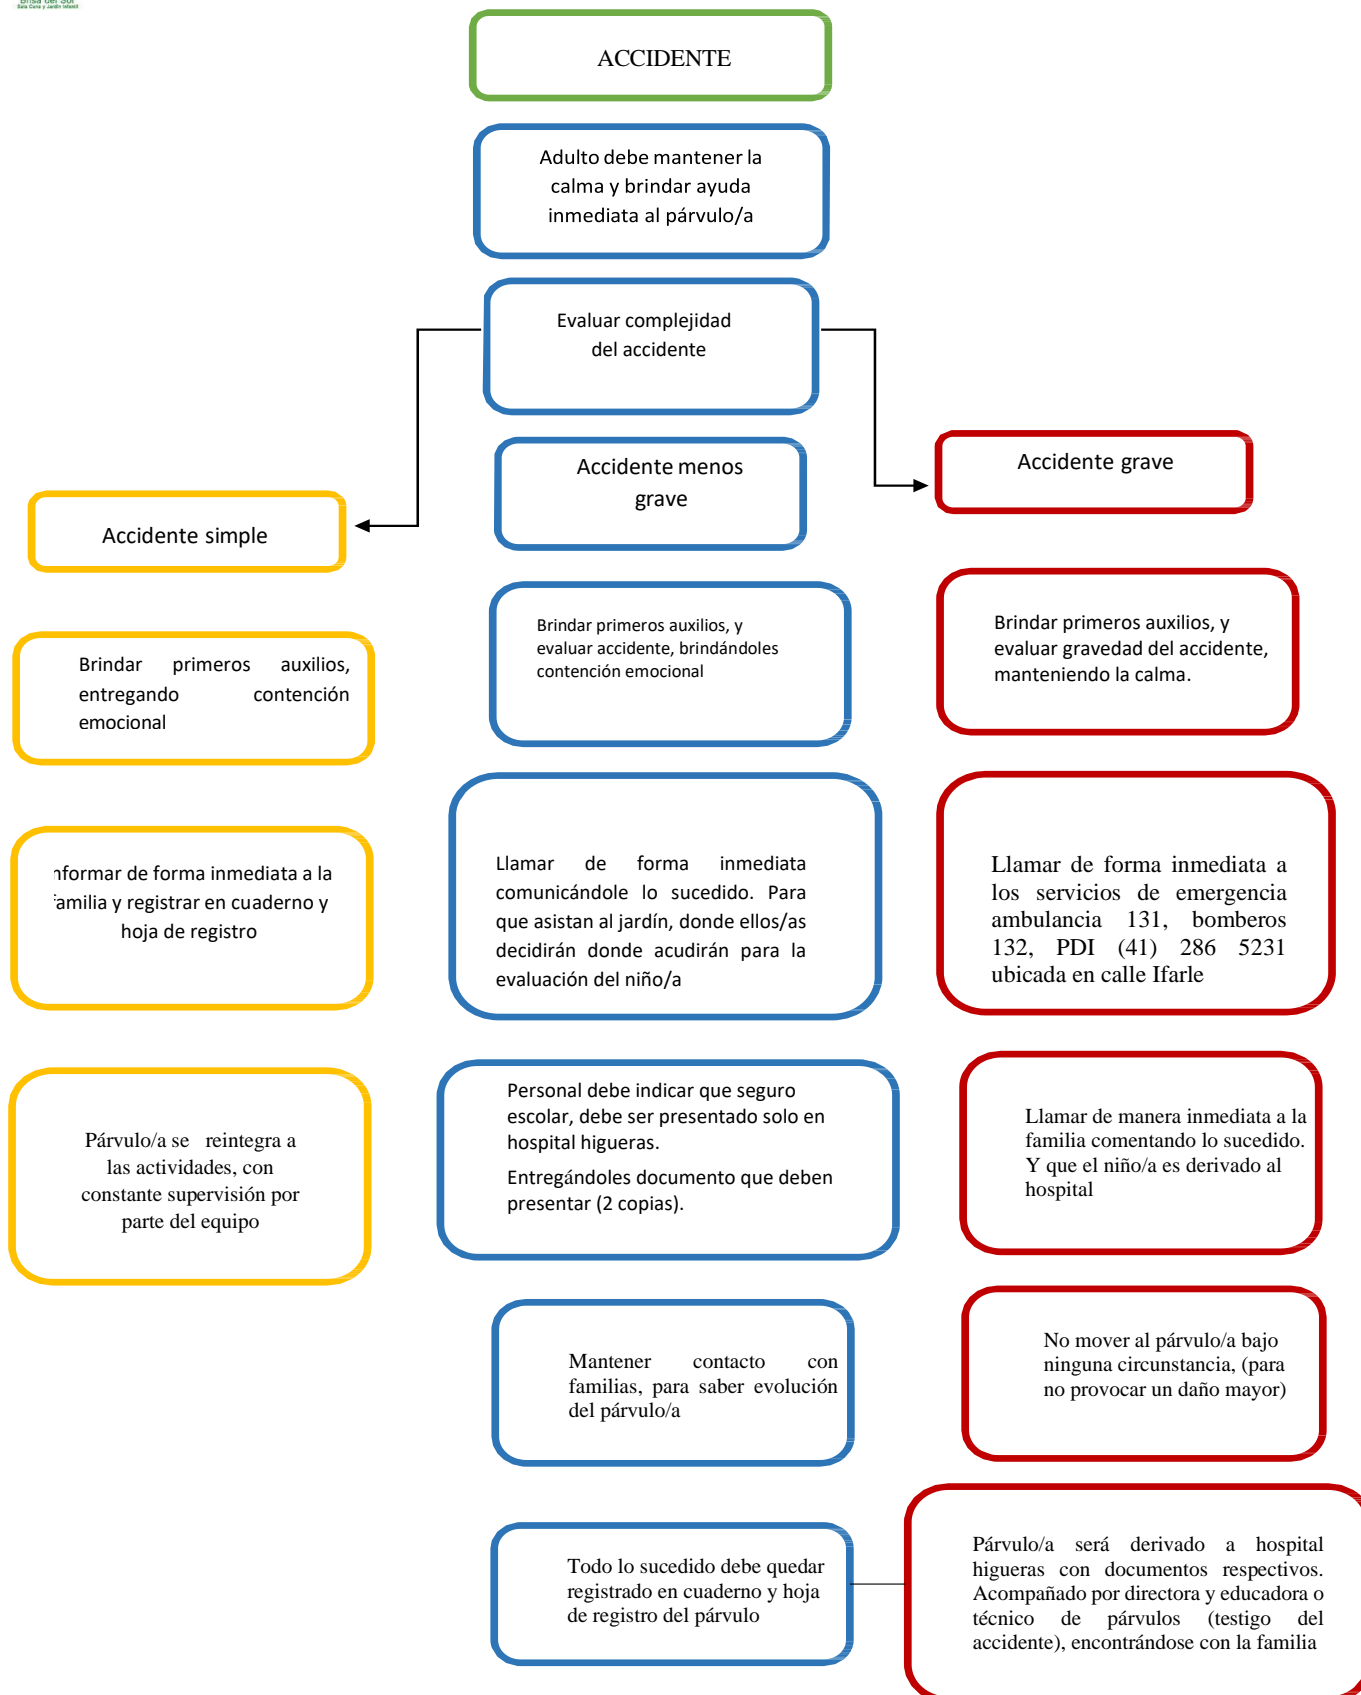 Brisa del Sol
Sala Cuna y Jardín Infantil
ACCIDENTE
Adulto debe mantener la
calma y brindar ayuda
inmediata al párvulo/a
Evaluar complejidad
del accidente
Accidente simple
Brindar primeros auxilios,
entregando contención
emocional
nformar de forma inmediata a la
familia y registrar en cuaderno y
hoja de registro
Párvulo/a se reintegra a
las actividades, con
constante supervisión por
parte del equipo
Accidente menos
grave
Brindar primeros auxilios, y
evaluar accidente, brindándoles
contención emocional
Llamar de forma inmediata
comunicándole lo sucedido. Para
que asistan al jardín, donde ellos/as
decidirán donde acudirán para la
evaluación del niño/a
Personal debe indicar que seguro
escolar, debe ser presentado solo en
hospital higueras.
Entregándoles documento que deben
presentar (2 copias).
Mantener contacto con
familias, para saber evolución
del párvulo/a
Todo lo sucedido debe quedar
registrado en cuaderno y hoja
de registro del párvulo
Accidente grave
Brindar primeros auxilios, y
evaluar gravedad del accidente,
manteniendo la calma.
Llamar de forma inmediata a
los servicios de emergencia
ambulancia 131, bomberos
132, PDI (41) 286 5231
ubicada en calle Ifarle
Llamar de manera inmediata a la
familia comentando lo sucedido.
Y que el niño/a es derivado al
hospital
No mover al párvulo/a bajo
ninguna circunstancia, (para
no provocar un daño mayor)
Párvulo/a será derivado a hospital
higueras con documentos respectivos.
Acompañado por directora y educadora o
técnico de párvulos (testigo del
accidente), encontrándose con la familia